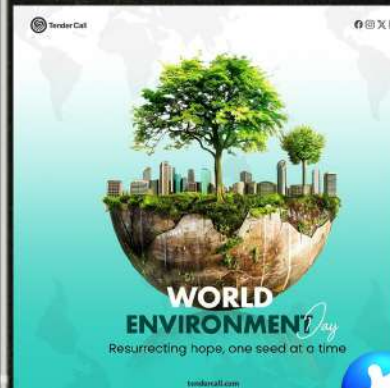 Tender Call
WORLD
ENVIRONMENT Day
Resurrecting hope, one seed at a time
tendercall.com